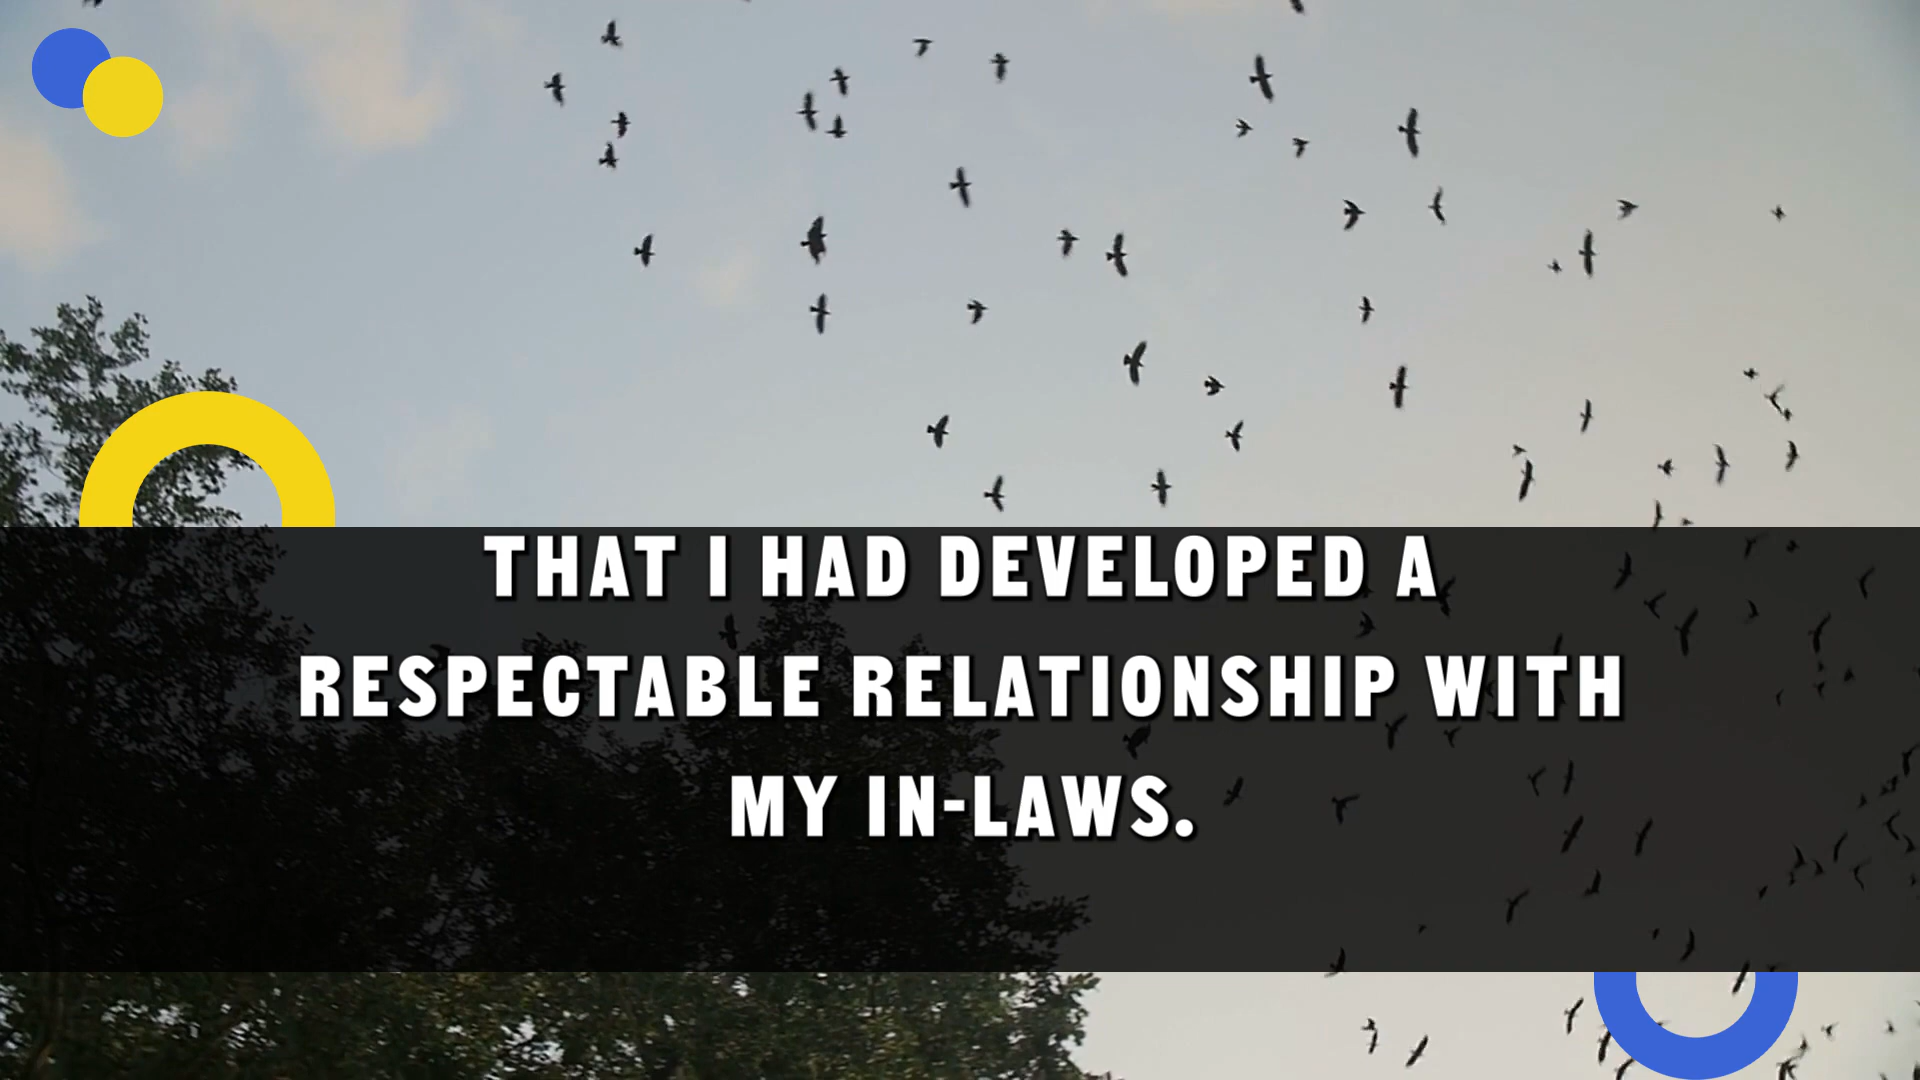 THAT I HAD DEVELOPED A
RESPECTABLE RELATIONSHIP WITH
MY IN-LAWS.